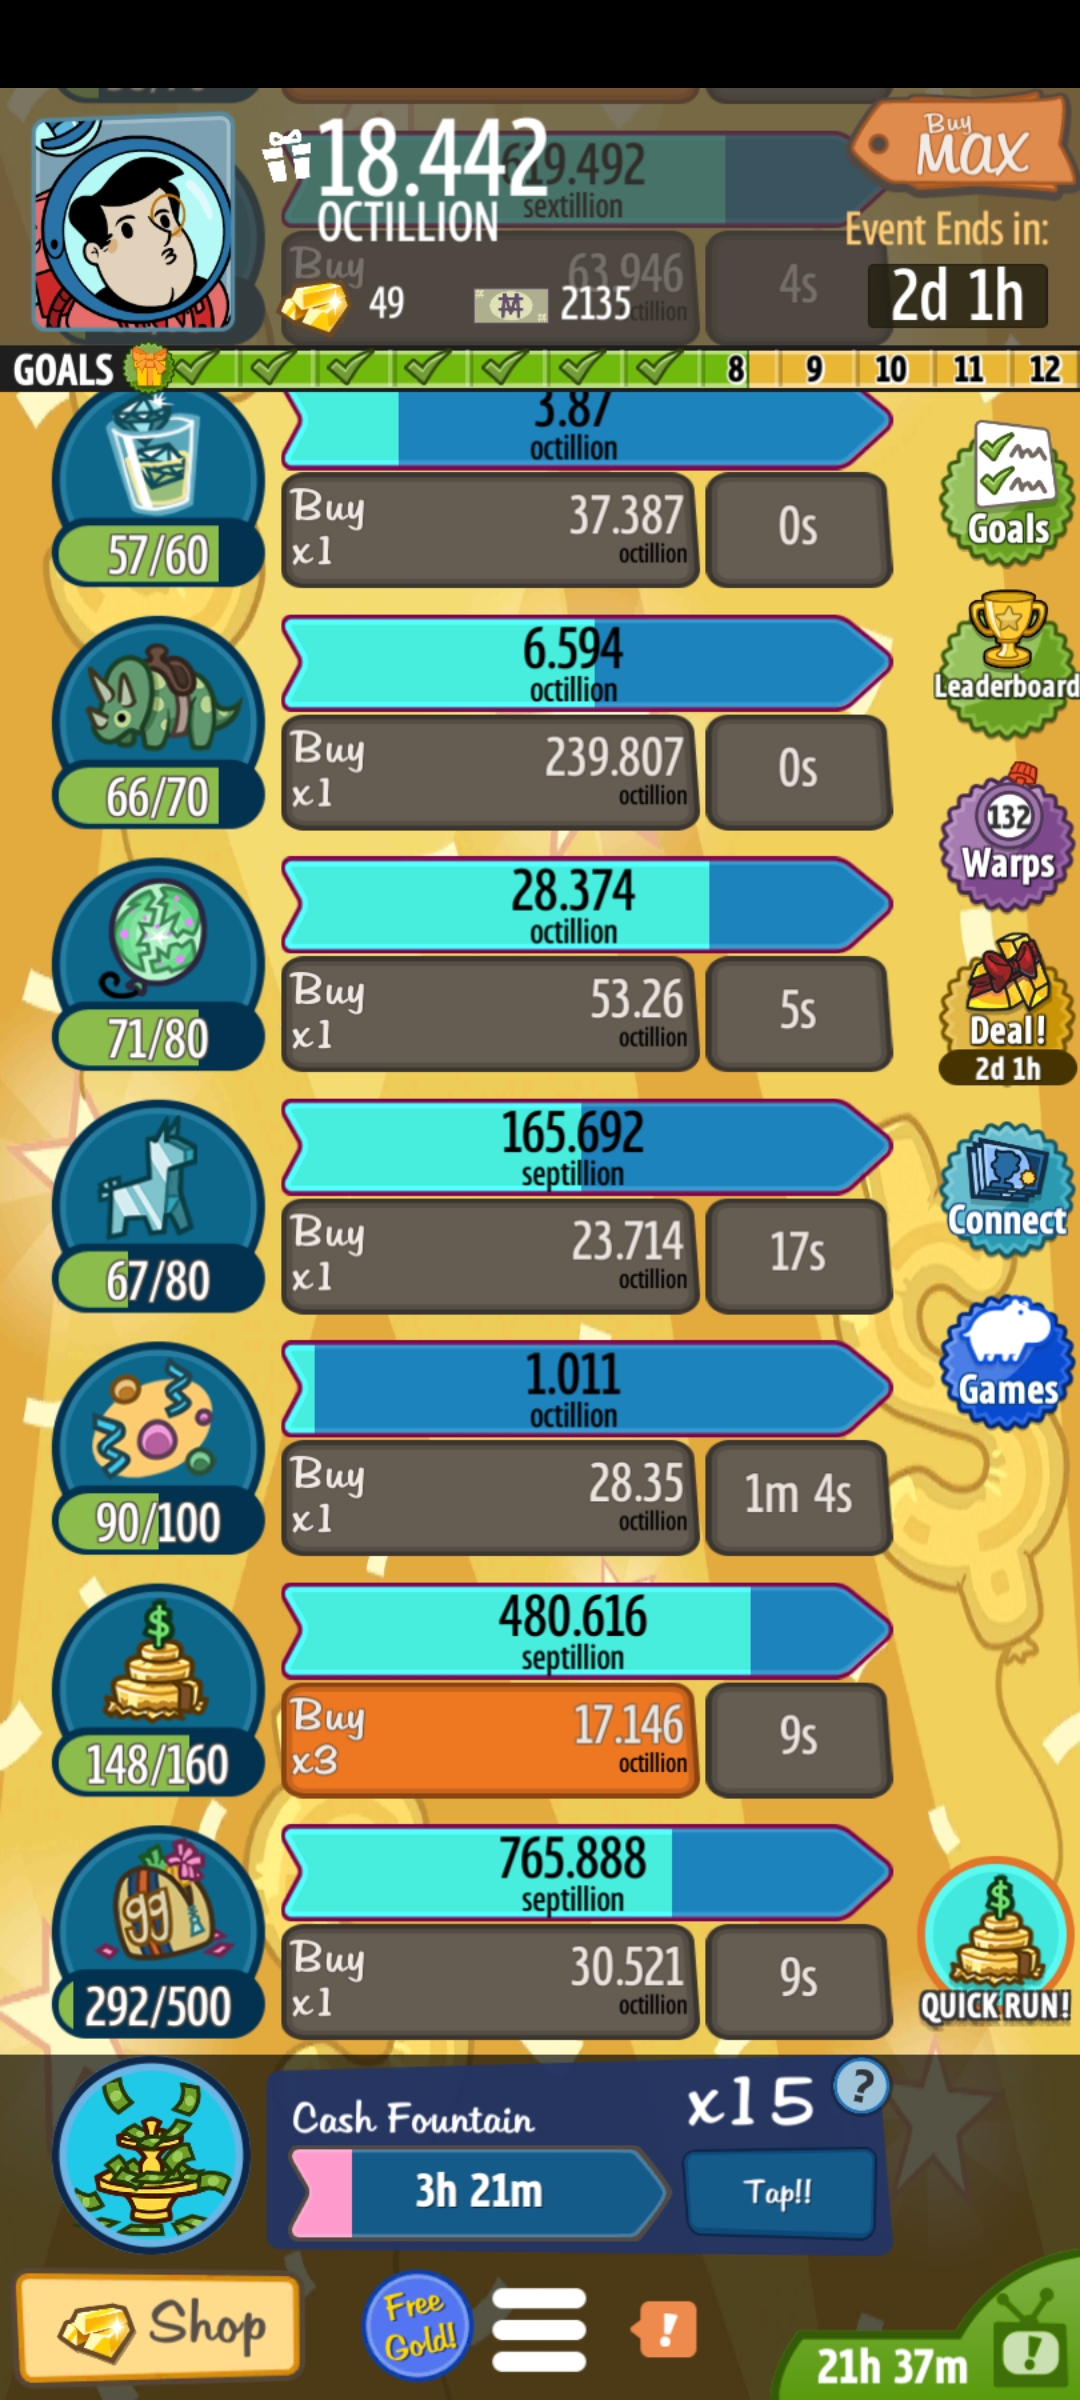 18.442
OCTILLION
619.492
sextillion
Buy
MAX
Event Ends in:
2d 1h
Buy
63.946
4s
49
2135
GOALS
8
9
10
11
12
3.87
octillion
57/60
Buy
x1
37.387
octillion
0s
Goals
6.594
octillion
66/70
Buy
x1
239.807
octillion
0s
Leaderboard
132
Warps
28.374
octillion
71/80
Buy
x1
53.26
octillion
5s
Deal!
2d 1h
165.692
septillion
67/80
Buy
x1
23.714
octillion
17s
Connect
Games
1.011
octillion
90/100
Buy
x1
28.35
octillion
1m 4s
$
480.616
septillion
148/160
Buy
x3
17.146
octillion
9s
99
765.888
septillion
292/500
Buy
x1
30.521
octillion
9s
$
QUICK RUN!
Cash Fountain
x15
?
3h 21m
Tap!!
Shop
Free
Gold!
!
21h 37m
!